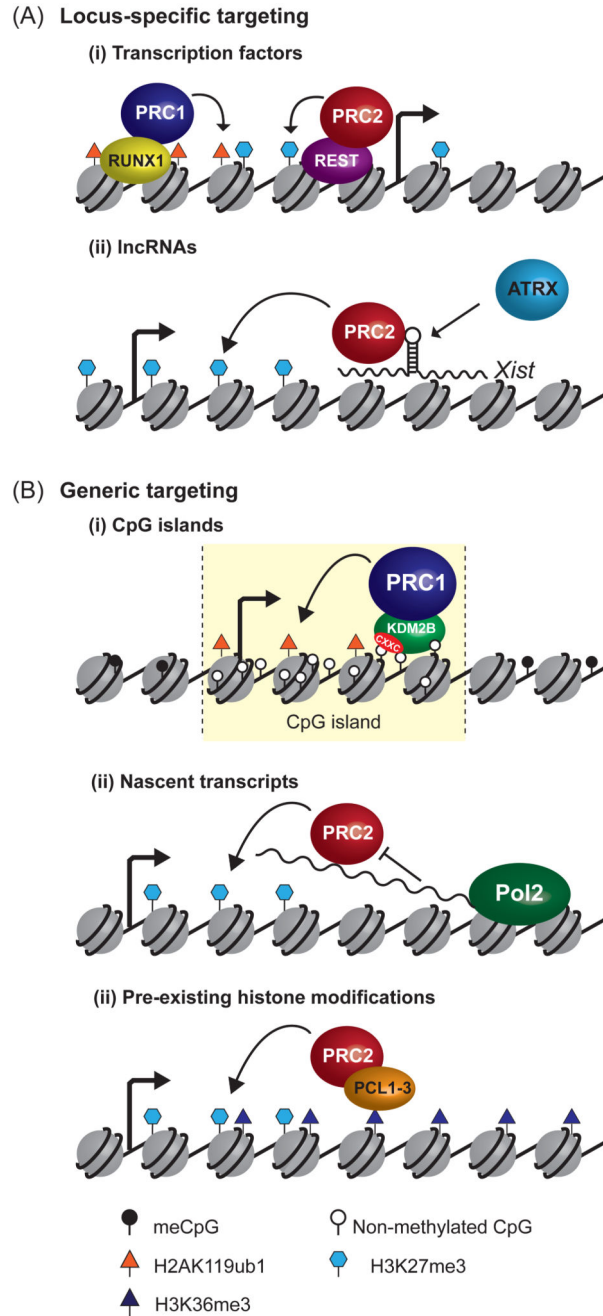 (A) Locus-specific targeting
(i) Transcription factors
PRC1
PRC2
RUNX1
REST
(ii) lncRNAs
ATRX
PRC2
Xist
(B) Generic targeting
(i) CpG islands
PRC1
KDM2B
CXXC
CpG island
(ii) Nascent transcripts
PRC2
Pol2
(ii) Pre-existing histone modifications
PRC2
PCL1-3
meCpG
Non-methylated CpG
H2AK119ub1
H3K27me3
H3K36me3